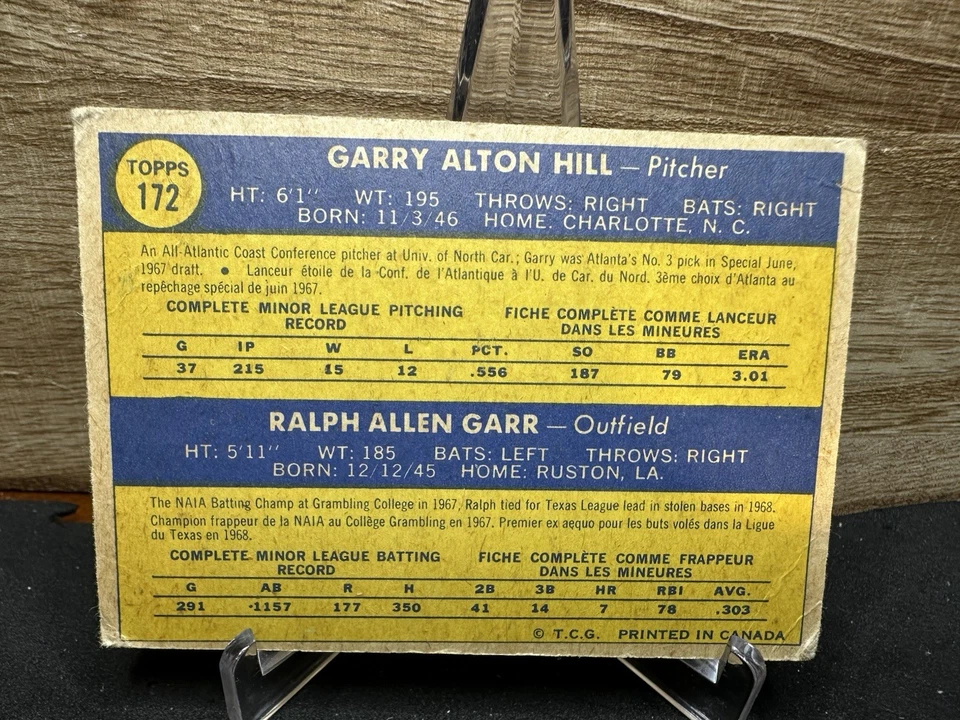 TOPPS
172
GARRY ALTON HILL — Pitcher
HT: 6'1'' WT: 195 THROWS: RIGHT BATS: RIGHT
BORN: 11/3/46 HOME. CHARLOTTE, N. C.
An All-Atlantic Coast Conference pitcher at Univ. of North Car.; Garry was Atlanta's No. 3 pick in Special June,
1967 draft. ● Lanceur étoile de la Conf. de l'Atlantique à l'U. de Car. du Nord. 3ème choix d'Atlanta au
repêchage spécial de juin 1967.
COMPLETE MINOR LEAGUE PITCHING
RECORD
FICHE COMPLÈTE COMME LANCEUR
DANS LES MINEURES
G IP W L PCT. SO BB ERA
37 215 15 12 .556 187 79 3.01
RALPH ALLEN GARR — Outfield
HT: 5'11'' WT: 185 BATS: LEFT THROWS: RIGHT
BORN: 12/12/45 HOME: RUSTON, LA.
The NAIA Batting Champ at Grambling College in 1967, Ralph tied for Texas League lead in stolen bases in 1968.
Champion frappeur de la NAIA au Collège Grambling en 1967. Premier ex aequo pour les buts volés dans la Ligue
du Texas en 1968.
COMPLETE MINOR LEAGUE BATTING
RECORD
FICHE COMPLÈTE COMME FRAPPEUR
DANS LES MINEURES
G AB R H 2B 3B HR RBI AVG.
291 1157 177 350 41 14 7 78 .303
© T.C.G. PRINTED IN CANADA